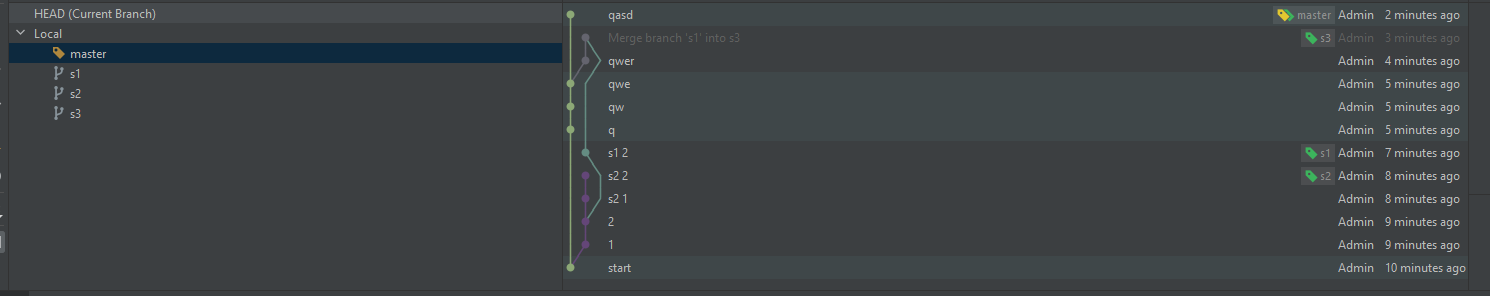 HEAD (Current Branch)
Local
master
s1
s2
s3
qasd master Admin 2 minutes ago
Merge branch 's1' into s3 s3 Admin 3 minutes ago
qwer Admin 4 minutes ago
qwe Admin 5 minutes ago
qw Admin 5 minutes ago
q Admin 5 minutes ago
s1 2 s1 Admin 7 minutes ago
s2 2 s2 Admin 8 minutes ago
s2 1 Admin 8 minutes ago
2 Admin 9 minutes ago
1 Admin 9 minutes ago
start Admin 10 minutes ago